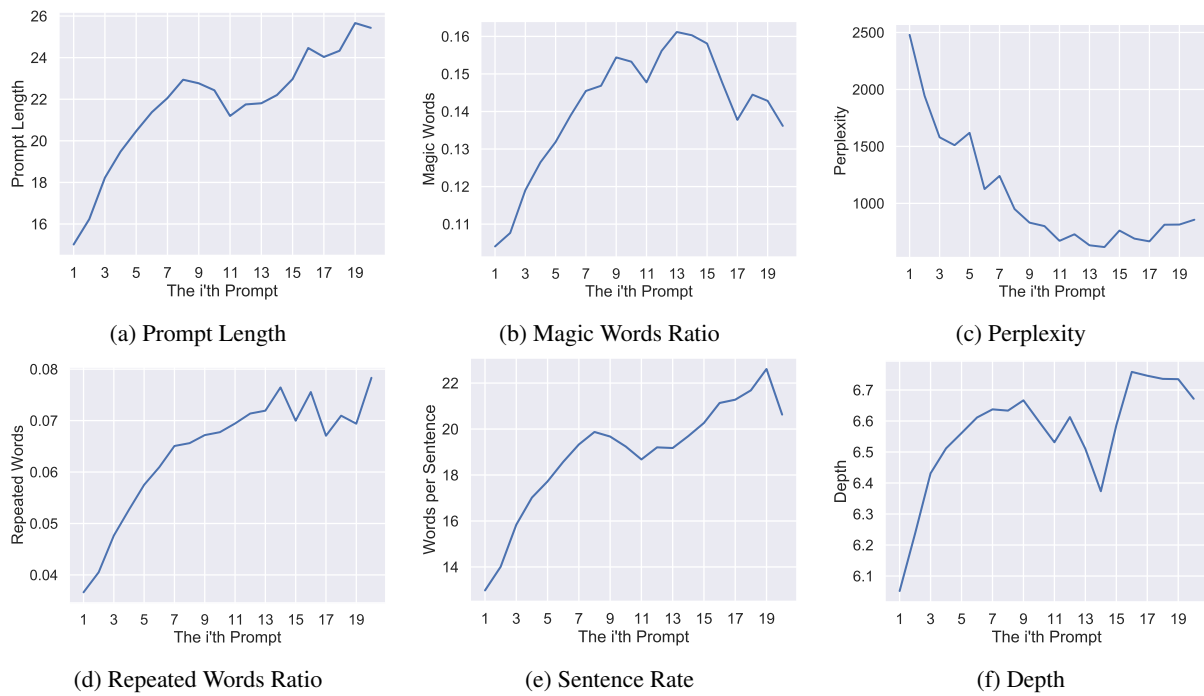 26
24
22
20
18
16
Prompt Length
1 3 5 7 9 11 13 15 17 19
The i'th Prompt
(a) Prompt Length
0.16
0.15
0.14
0.13
0.12
0.11
Magic Words
1 3 5 7 9 11 13 15 17 19
The i'th Prompt
(b) Magic Words Ratio
2500
2000
1500
1000
Perplexity
1 3 5 7 9 11 13 15 17 19
The i'th Prompt
(c) Perplexity
0.08
0.07
0.06
0.05
0.04
Repeated Words
1 3 5 7 9 11 13 15 17 19
The i'th Prompt
(d) Repeated Words Ratio
22
20
18
16
14
Words per Sentence
1 3 5 7 9 11 13 15 17 19
The i'th Prompt
(e) Sentence Rate
6.7
6.6
6.5
6.4
6.3
6.2
6.1
Depth
1 3 5 7 9 11 13 15 17 19
The i'th Prompt
(f) Depth